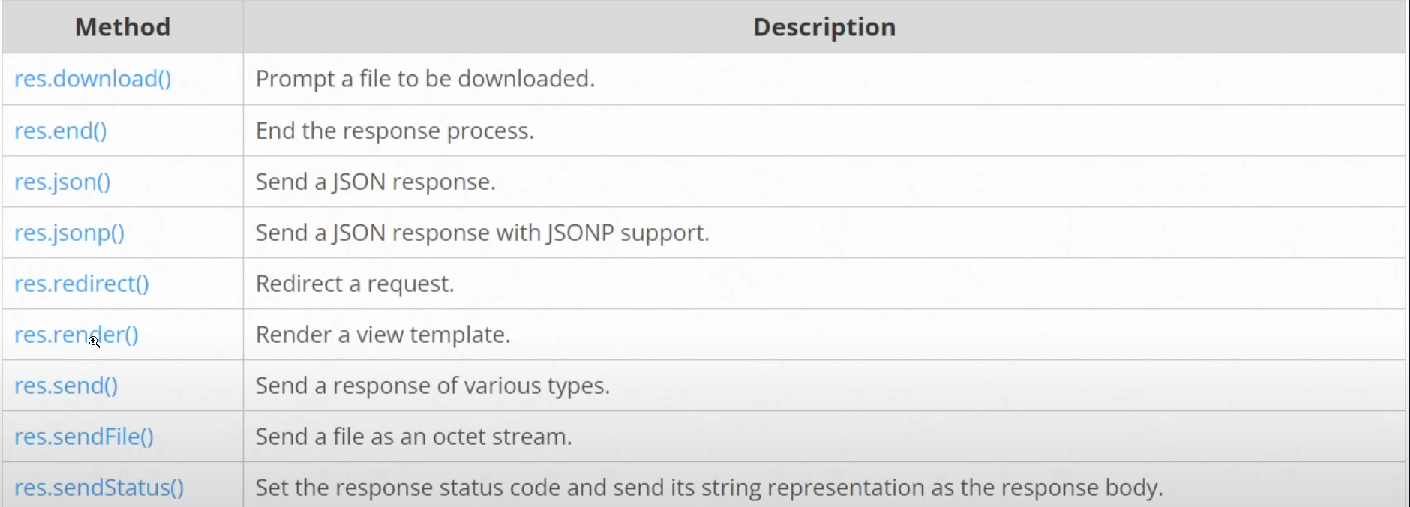 Method Description
res.download() Prompt a file to be downloaded.
res.end() End the response process.
res.json() Send a JSON response.
res.jsonp() Send a JSON response with JSONP support.
res.redirect() Redirect a request.
res.render() Render a view template.
res.send() Send a response of various types.
res.sendFile() Send a file as an octet stream.
res.sendStatus() Set the response status code and send its string representation as the response body.